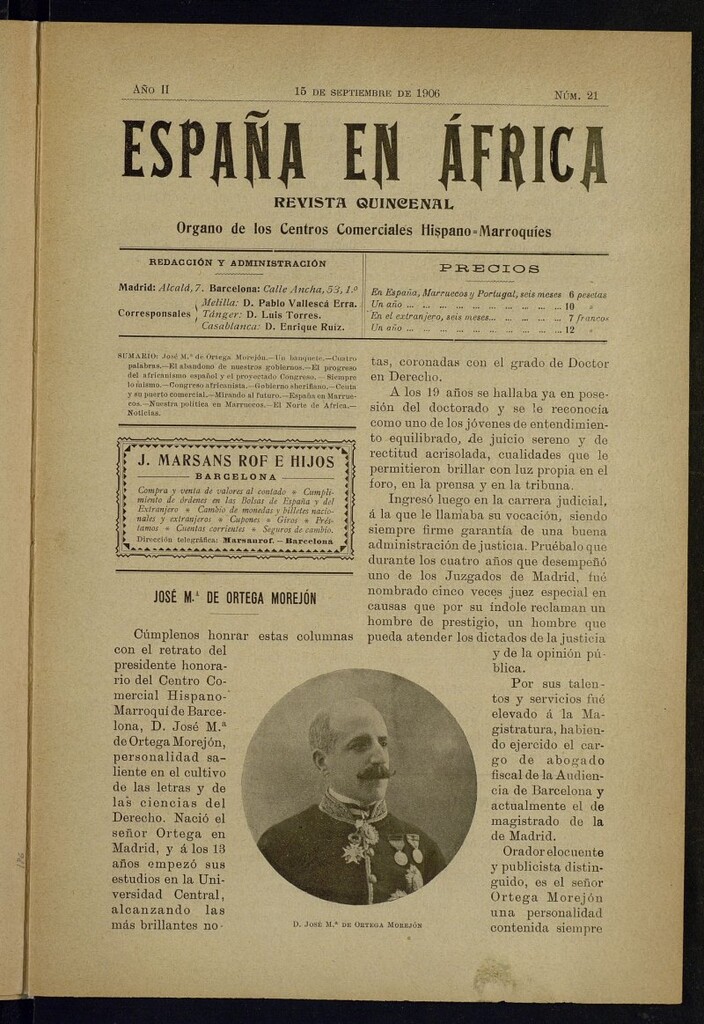 AÑO II
15 DE SEPTIEMBRE DE 1906
NÚM. 21
ESPAÑA EN ÁFRICA
REVISTA QUINCENAL
Organo de los Centros Comerciales Hispano-Marroquíes
REDACCIÓN Y ADMINISTRACIÓN
Madrid: Alcalá, 7. Barcelona: Calle Ancha, 53, 1.º
Melilla: D. Pablo Vallescá Erra.
Corresponsales Tánger: D. Luis Torres.
Casablanca: D. Enrique Ruiz.
PRECIOS
En España, Marruecos y Portugal, seis meses 6 pesetas
Un año ... ... ... ... ... ... ... ... ... 10 »
En el extranjero, seis meses... ... ... ... 7 francos
Un año ... ... ... ... ... ... ... ... ... 12 »
SUMARIO: José M.ª de Ortega Morejón.—Un banquete.—Cuatro
palabras.—El abandono de nuestros gobiernos.—El progreso
del africanismo español y el proyectado Congreso.—Siempre
lo mismo.—Congreso africanista.—Gobierno sheriffiano.—Ceuta
y su puerto comercial.—Mirando al futuro.—España en Marrue-
cos.—Nuestra política en Marruecos.—El Norte de Africa.—
Noticias.
J. MARSANS ROF E HIJOS
BARCELONA
Compra y venta de valores al contado * Cumpli-
miento de órdenes en las Bolsas de España y del
Extranjero * Cambio de monedas y billetes nacio-
nales y extranjeros * Cupones * Giros * Prés-
tamos * Cuentas corrientes * Seguros de cambio.
Dirección telegráfica: Marsansrof. — Barcelona
JOSÉ M.ª DE ORTEGA MOREJÓN
Cúmplenos honrar estas columnas
con el retrato del
presidente honora-
rio del Centro Co-
mercial Hispano-
Marroquí de Barce-
lona, D. José M.ª
de Ortega Morejón,
personalidad sa-
liente en el cultivo
de las letras y de
las ciencias del
Derecho. Nació el
señor Ortega en
Madrid, y á los 13
años empezó sus
estudios en la Uni-
versidad Central,
alcanzando las
más brillantes no-
D. JOSÉ M.ª DE ORTEGA MOREJÓN
tas, coronadas con el grado de Doctor
en Derecho.
A los 19 años se hallaba ya en pose-
sión del doctorado y se le reconocía
como uno de los jóvenes de entendimien-
to equilibrado, de juicio sereno y de
rectitud acrisolada, cualidades que le
permitieron brillar con luz propia en el
foro, en la prensa y en la tribuna.
Ingresó luego en la carrera judicial,
á la que le llamaba su vocación, siendo
siempre firme garantía de una buena
administración de justicia. Pruébalo que
durante los cuatro años que desempeñó
uno de los Juzgados de Madrid, fué
nombrado cinco veces juez especial en
causas que por su índole reclaman un
hombre de prestigio, un hombre que
pueda atender los dictados de la justicia
y de la opinión pú-
blica.
Por sus talen-
tos y servicios fué
elevado á la Ma-
gistratura, habien-
do ejercido el car-
go de abogado
fiscal de la Audien-
cia de Barcelona y
actualmente el de
magistrado de la
de Madrid.
Orador elocuente
y publicista distin-
guido, es el señor
Ortega Morejón
una personalidad
contenida siempre